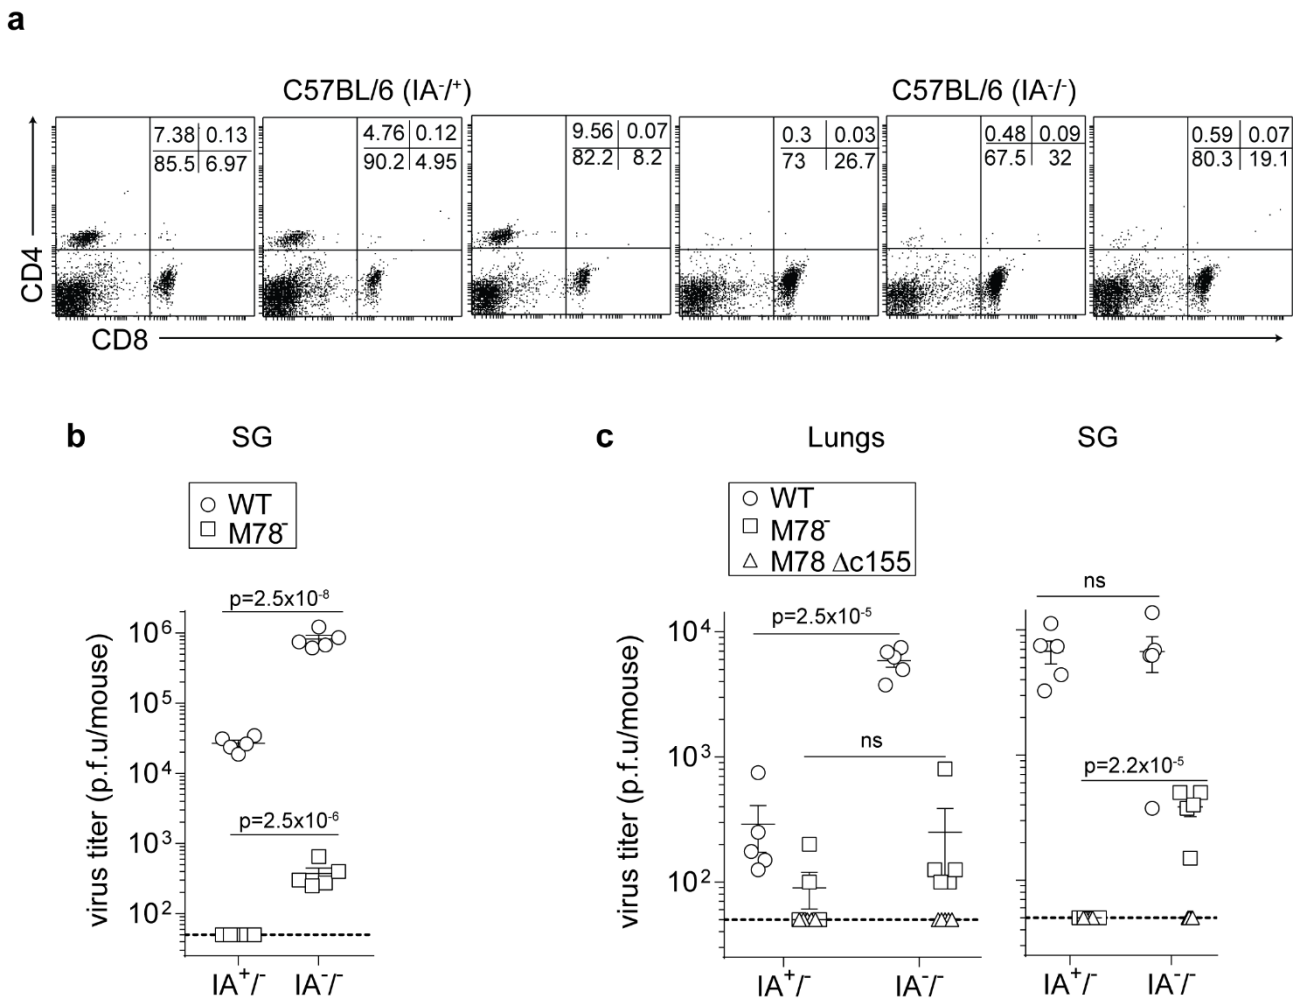 a
C57BL/6 (IA⁻/⁺) C57BL/6 (IA⁻/⁻)
7.38 0.13 4.76 0.12 9.56 0.07 0.3 0.03 0.48 0.09 0.59 0.07
85.5 6.97 90.2 4.95 82.2 8.2 73 26.7 67.5 32 80.3 19.1
CD4
CD8
b SG
WT
M78⁻
p=2.5x10⁻⁸
p=2.5x10⁻⁶
virus titer (p.f.u/mouse)
10⁶
10⁵
10⁴
10³
10²
IA⁺/⁻ IA⁻/⁻
c Lungs SG
WT
M78⁻
M78 Δc155
p=2.5x10⁻⁵
ns
virus titer (p.f.u/mouse)
10⁴
10³
10²
IA⁺/⁻ IA⁻/⁻
ns
p=2.2x10⁻⁵
IA⁺/⁻ IA⁻/⁻